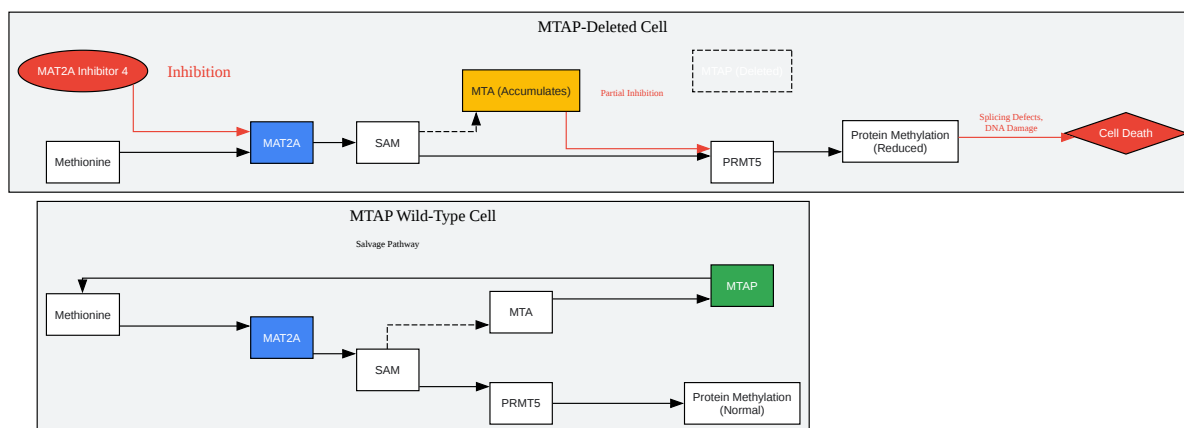 MTAP-Deleted Cell
MAT2A Inhibitor 4
Inhibition
MTA (Accumulates)
Partial Inhibition
MTAP (Deleted)
Methionine
MAT2A
SAM
PRMT5
Protein Methylation
(Reduced)
Splicing Defects,
DNA Damage
Cell Death
MTAP Wild-Type Cell
Salvage Pathway
Methionine
MAT2A
SAM
MTA
MTAP
PRMT5
Protein Methylation
(Normal)